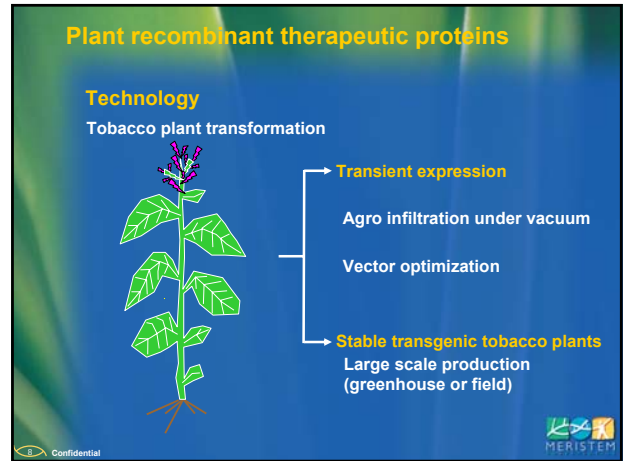 Plant recombinant therapeutic proteins
Technology
Tobacco plant transformation
Transient expression
Agro infiltration under vacuum
Vector optimization
Stable transgenic tobacco plants
Large scale production
(greenhouse or field)
8 Confidential
MERISTEM